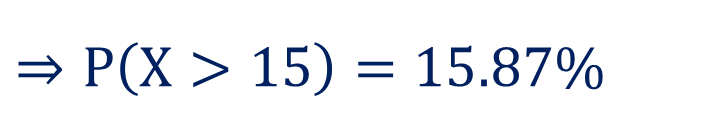 ⇒ P(X > 15) = 15.87%